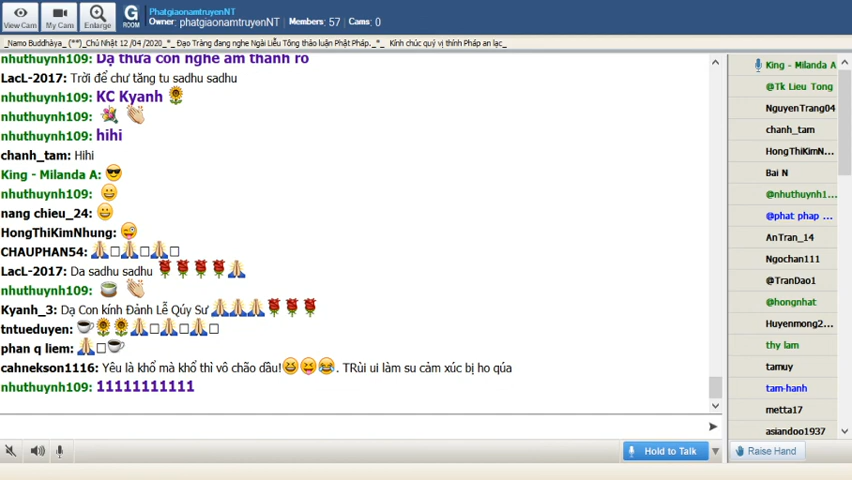 PhatgiaonamtruyenNT
Owner: phatgiaonamtruyenNT Members: 57 Cams: 0
View Cam My Cam Enlarge G ROOM
_Namo Buddhàya_ (**)_Chủ Nhật 12 /04 /2020_*_ Đạo Tràng đang nghe Ngài Liễu Tông thảo luận Phật Pháp._*_ Kính chúc quý vị thính Pháp an lạc_
nhuthuynh109: Dạ thưa con nghe âm thanh rõ
LacL-2017: Trời để chư tăng tu sadhu sadhu
nhuthuynh109: KC Kyanh
nhuthuynh109:
nhuthuynh109: hihi
chanh_tam: Hihi
King - Milanda A:
nhuthuynh109:
nang chieu_24:
HongThiKimNhung:
CHAUPHAN54:
LacL-2017: Da sadhu sadhu
nhuthuynh109:
Kyanh_3: Dạ Con kính Đảnh Lễ Qúy Sư
tntueduyen:
phan q liem:
cahnekson1116: Yêu là khổ mà khổ thì vô chão dầu! . TRùi ui làm su cảm xúc bị ho qúa
nhuthuynh109: 11111111111
Hold to Talk
King - Milanda A
@Tk Lieu Tong
NguyenTrang04
chanh_tam
HongThiKi...
Bai N
@nhuthuynh1...
@phat phap ...
AnTran_14
Ngochan111
@TranDao1
@hongnhat
Huyenmong2...
thy lam
tamuy
tam-hanh
metta17
asiandoo1937
Raise Hand